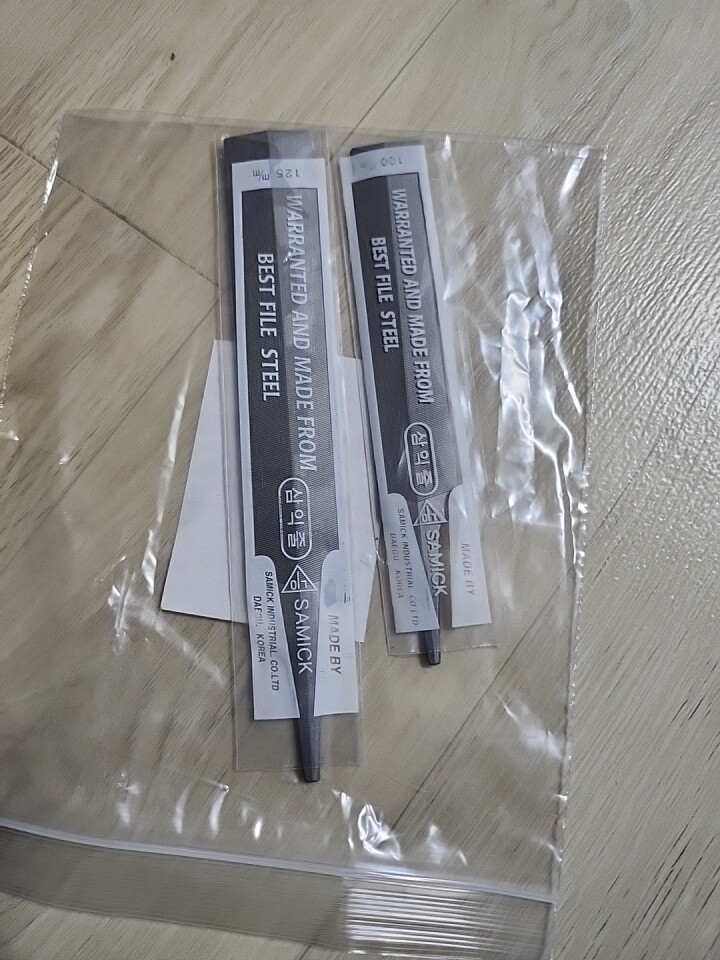 125 m/m
WARRANTED AND MADE FROM
BEST FILE STEEL
삼익줄
SAMICK
MADE BY
SAMICK INDUSTRIAL. CO.LTD
DAEGU. KOREA
100 m/m
WARRANTED AND MADE FROM
BEST FILE STEEL
삼익줄
SAMICK
MADE BY
SAMICK INDUSTRIAL. CO.LTD
DAEGU. KOREA